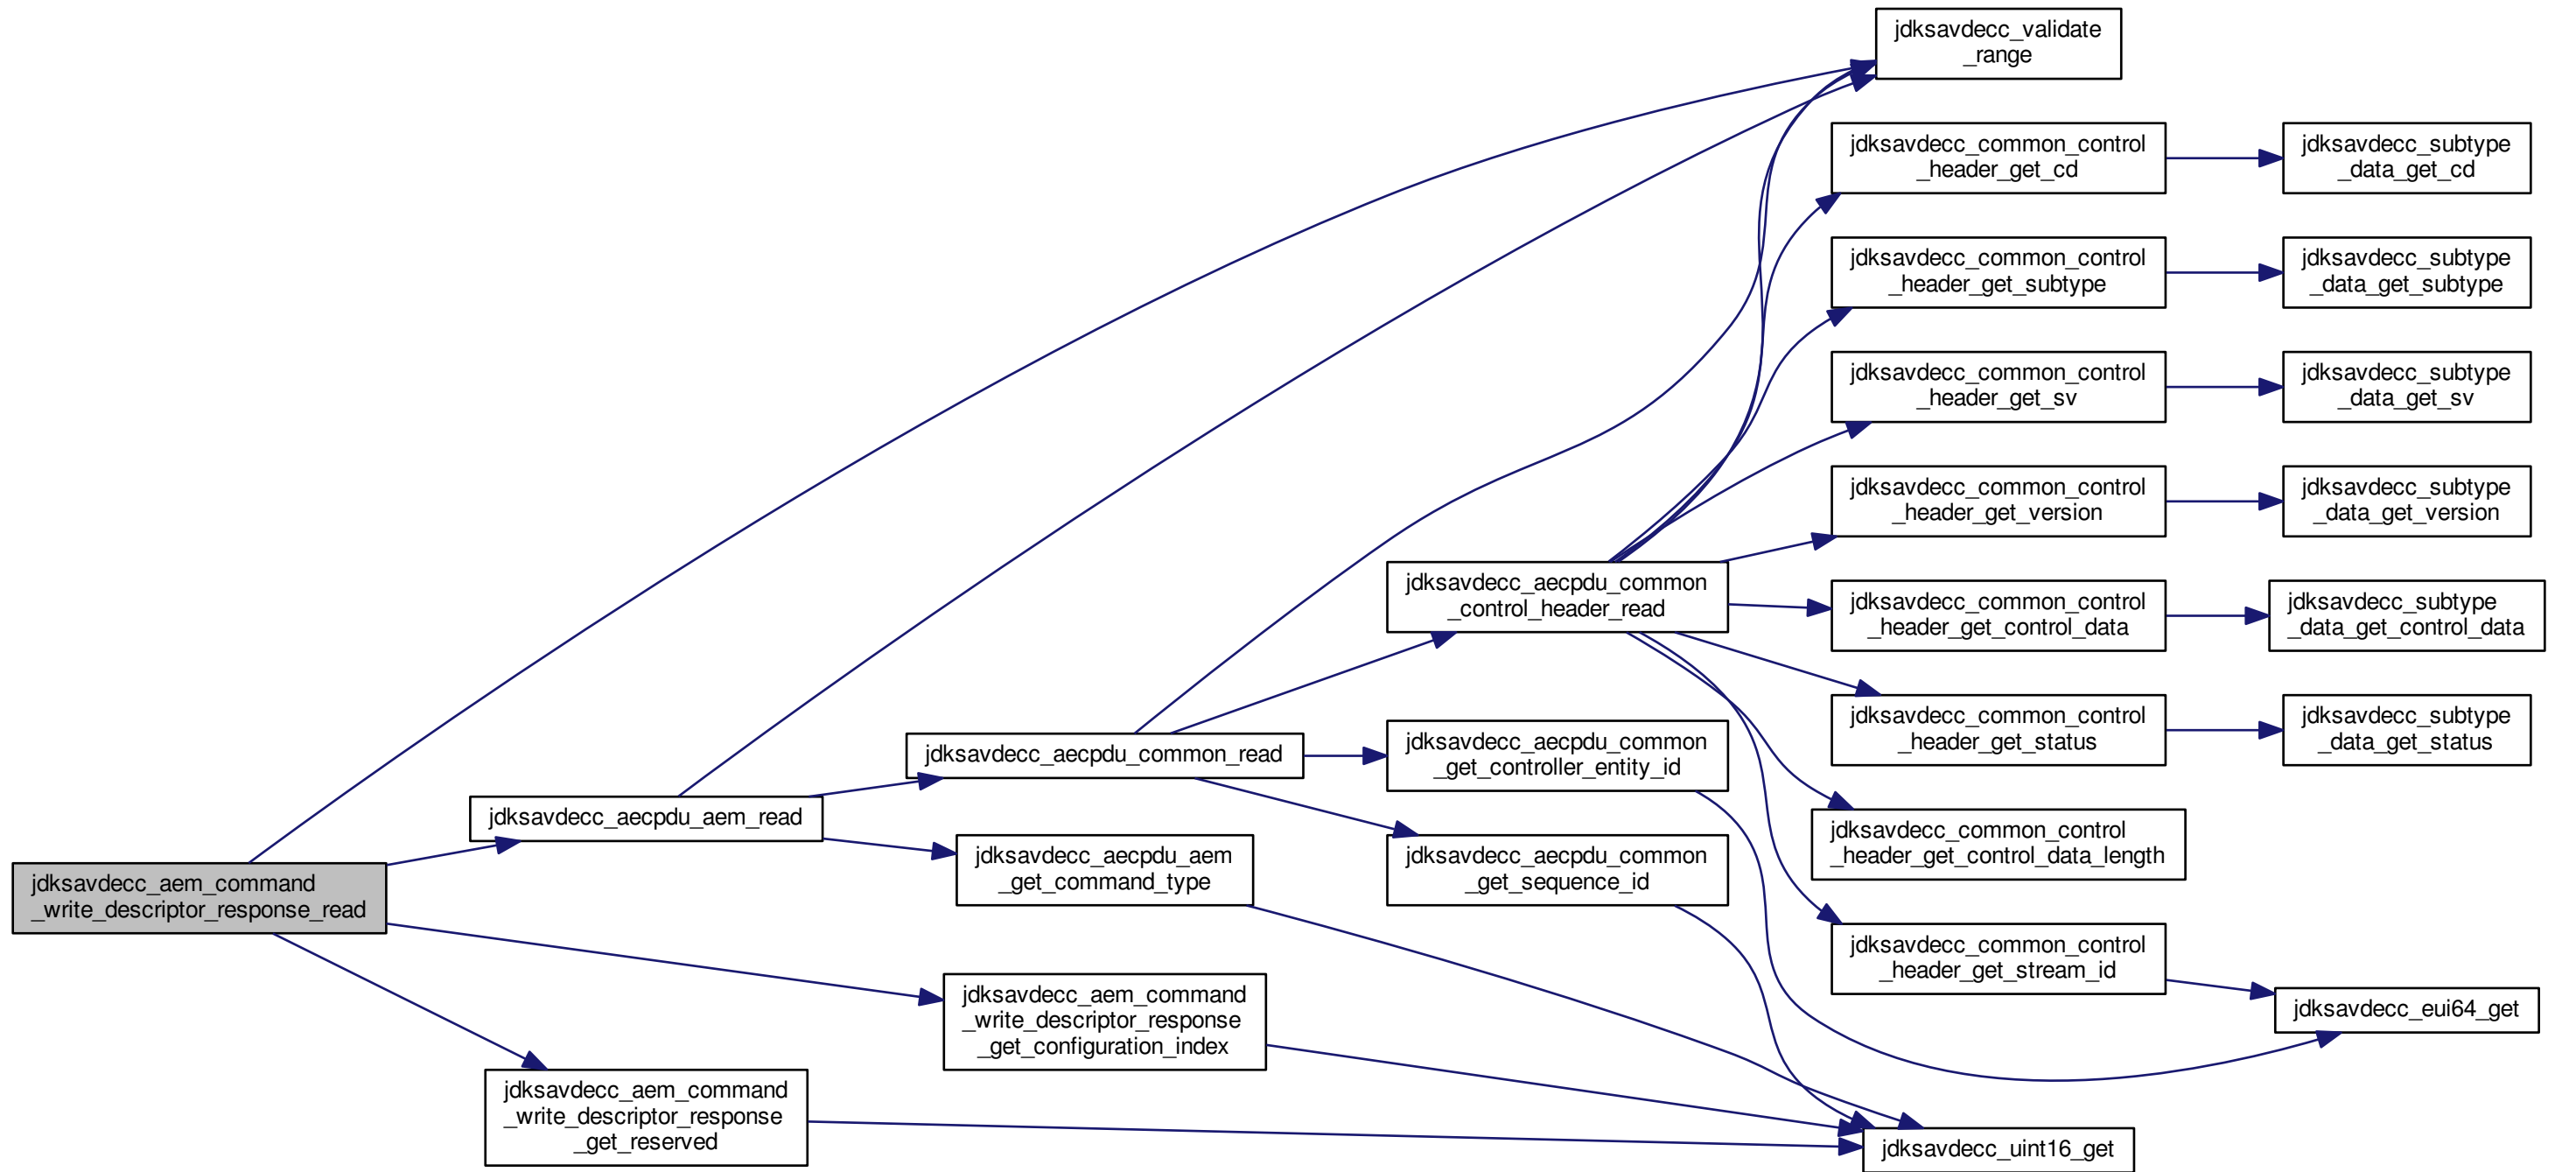 jdksavdecc_aem_command
_write_descriptor_response_read
jdksavdecc_aecpdu_aem_read
jdksavdecc_aem_command
_write_descriptor_response
_get_reserved
jdksavdecc_aecpdu_common_read
jdksavdecc_aecpdu_aem
_get_command_type
jdksavdecc_aem_command
_write_descriptor_response
_get_configuration_index
jdksavdecc_aecpdu_common
_control_header_read
jdksavdecc_aecpdu_common
_get_controller_entity_id
jdksavdecc_aecpdu_common
_get_sequence_id
jdksavdecc_validate
_range
jdksavdecc_common_control
_header_get_cd
jdksavdecc_common_control
_header_get_subtype
jdksavdecc_common_control
_header_get_sv
jdksavdecc_common_control
_header_get_version
jdksavdecc_common_control
_header_get_control_data
jdksavdecc_common_control
_header_get_status
jdksavdecc_common_control
_header_get_control_data_length
jdksavdecc_common_control
_header_get_stream_id
jdksavdecc_uint16_get
jdksavdecc_subtype
_data_get_cd
jdksavdecc_subtype
_data_get_subtype
jdksavdecc_subtype
_data_get_sv
jdksavdecc_subtype
_data_get_version
jdksavdecc_subtype
_data_get_control_data
jdksavdecc_subtype
_data_get_status
jdksavdecc_eui64_get